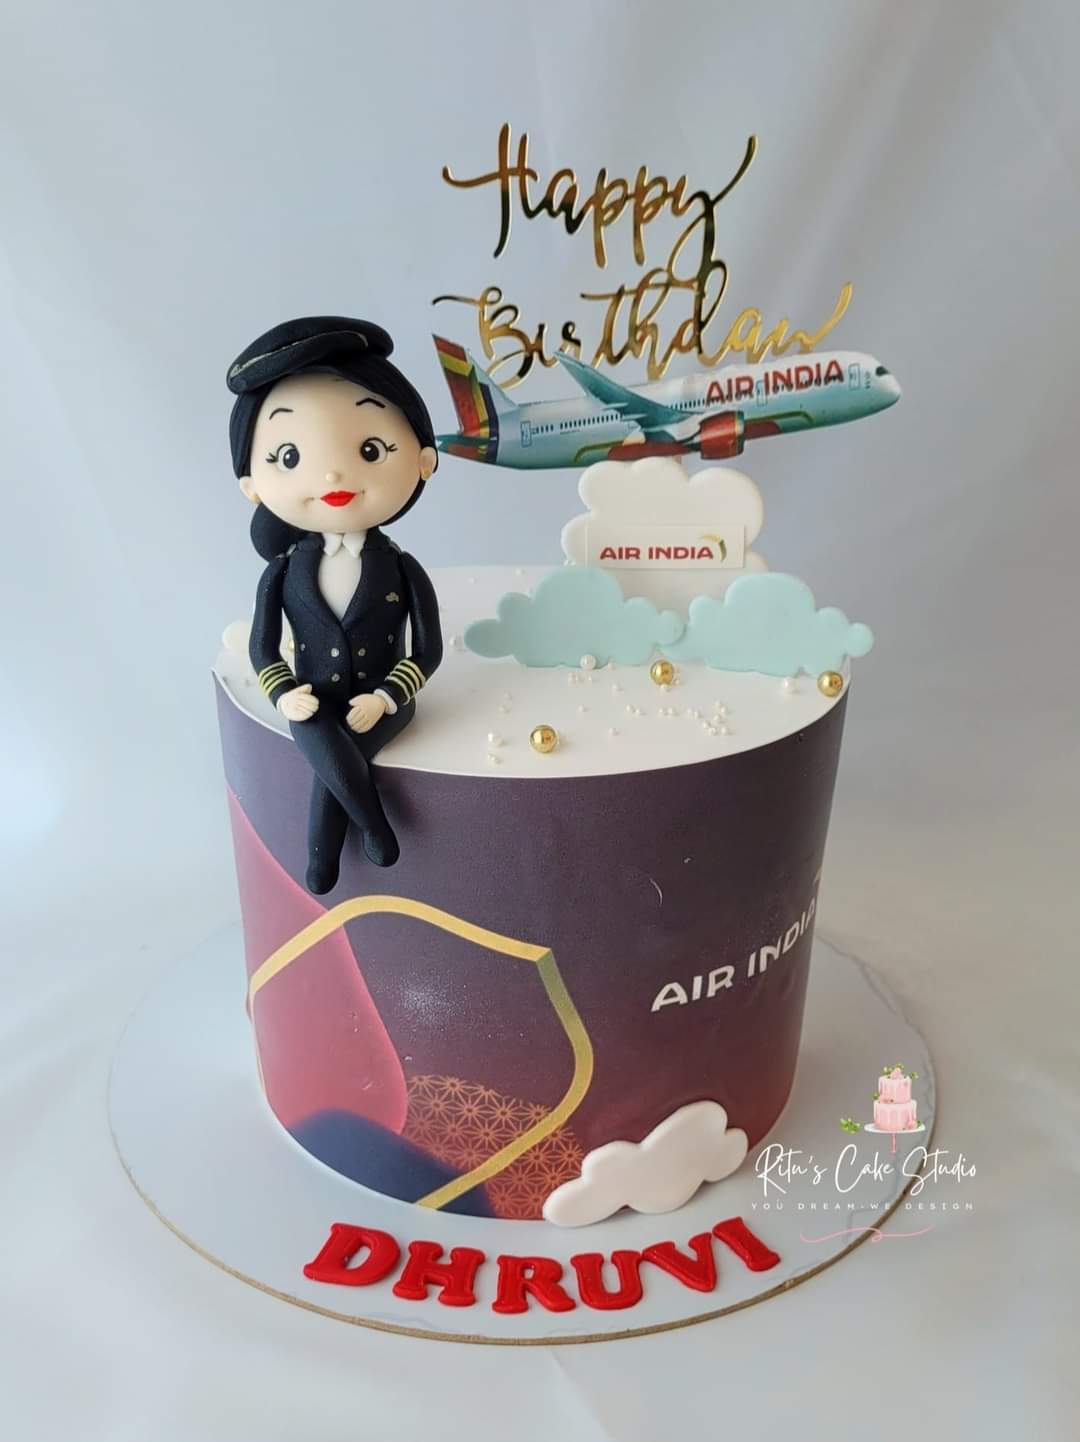 Happy
Birthday
AIR INDIA
AIR INDIA
AIR INDIA
Ritu's Cake Studio
YOU DREAM-WE DESIGN
DHRUVI